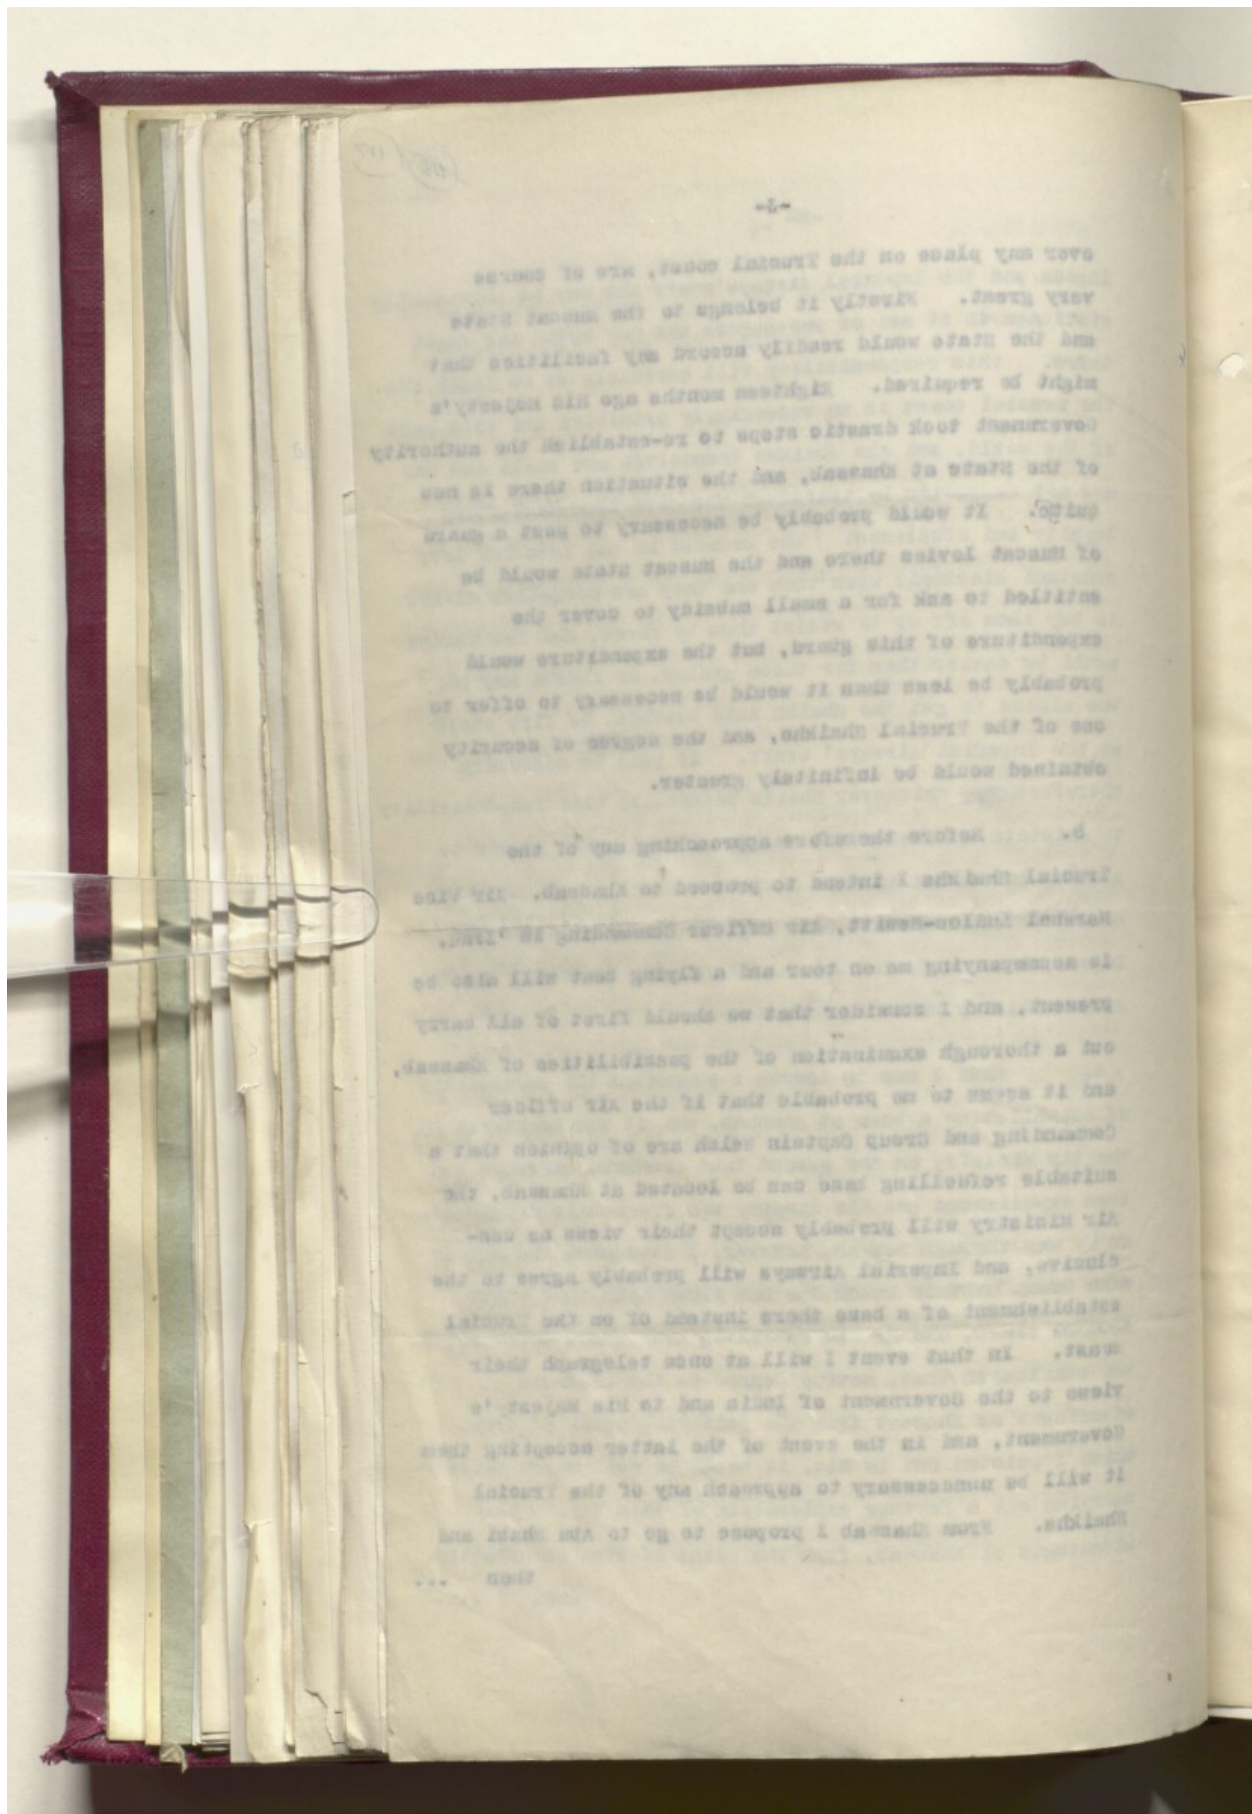 -3-
over any place on the Trucial coast, are of course
very great. Firstly it belongs to the Muscat State
and the State would readily accord any facilities that
might be required. Eighteen months ago His Majesty's
Government took drastic steps to re-establish the authority
of the State at Khassab, and the situation there is now
quite. It would probably be necessary to post a guard
of Muscat levies there and the Muscat State would be
entitled to ask for a small subsidy to cover the
expenditure of this guard, but the expenditure would
probably be less than it would be necessary to offer to
one of the Trucial Shaikhs, and the degree of security
obtained would be infinitely greater.
Before therefore approaching any of the
Trucial Shaikhs I intend to proceed to Khassab. Air Vice
Marshal Ludlow-Hewitt, Air Officer Commanding in 'Iraq,
is accompanying me on tour and a flying boat will also be
present, and I consider that we should first of all carry
out a thorough examination of the possibilities of Khassab,
and it seems to me probable that if the Air Officer
Commanding and Group Captain Welsh are of opinion that a
suitable refuelling base can be located at Khassab, the
Air Ministry will probably accept their views as con-
clusive, and Imperial Airways will probably agree to the
establishment of a base there instead of on the Trucial
coast. In that event I will at once telegraph their
views to the Government of India and to His Majesty's
Government, and in the event of the latter accepting them
it will be unnecessary to approach any of the Trucial
Shaikhs. From Khassab I propose to go to Abu Dhabi and
then ...